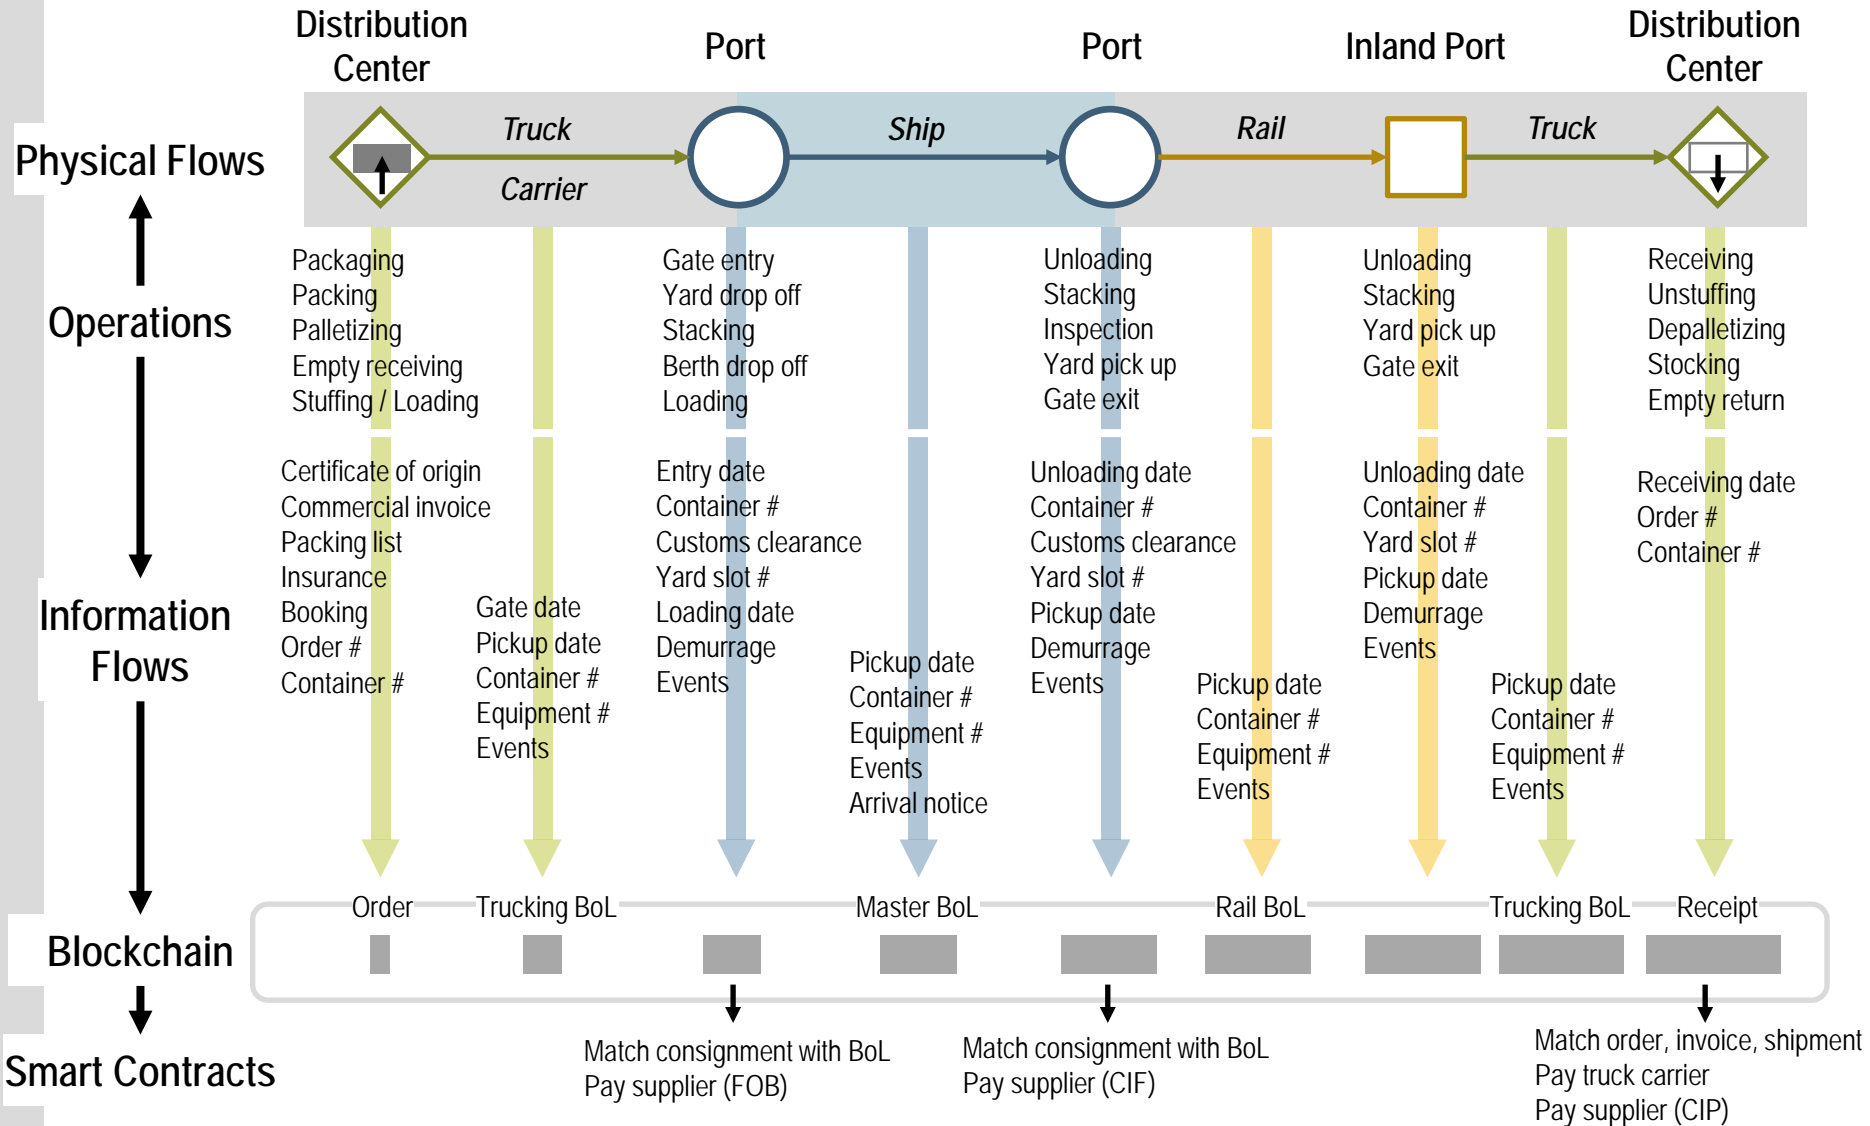 Distribution
Center
Port
Port
Inland Port
Distribution
Center
Physical Flows
Truck
Carrier
Ship
Rail
Truck
Operations
Packaging
Packing
Palletizing
Empty receiving
Stuffing / Loading
Gate entry
Yard drop off
Stacking
Berth drop off
Loading
Unloading
Stacking
Inspection
Yard pick up
Gate exit
Unloading
Stacking
Yard pick up
Gate exit
Receiving
Unstuffing
Depalletizing
Stocking
Empty return
Information
Flows
Certificate of origin
Commercial invoice
Packing list
Insurance
Booking
Order #
Container #
Gate date
Pickup date
Container #
Equipment #
Events
Entry date
Container #
Customs clearance
Yard slot #
Loading date
Demurrage
Events
Pickup date
Container #
Equipment #
Events
Arrival notice
Unloading date
Container #
Customs clearance
Yard slot #
Pickup date
Demurrage
Events
Pickup date
Container #
Equipment #
Events
Unloading date
Container #
Yard slot #
Pickup date
Demurrage
Events
Pickup date
Container #
Equipment #
Events
Receiving date
Order #
Container #
Blockchain
Order
Trucking BoL
Master BoL
Rail BoL
Trucking BoL
Receipt
Smart Contracts
Match consignment with BoL
Pay supplier (FOB)
Match consignment with BoL
Pay supplier (CIF)
Match order, invoice, shipment
Pay truck carrier
Pay supplier (CIP)